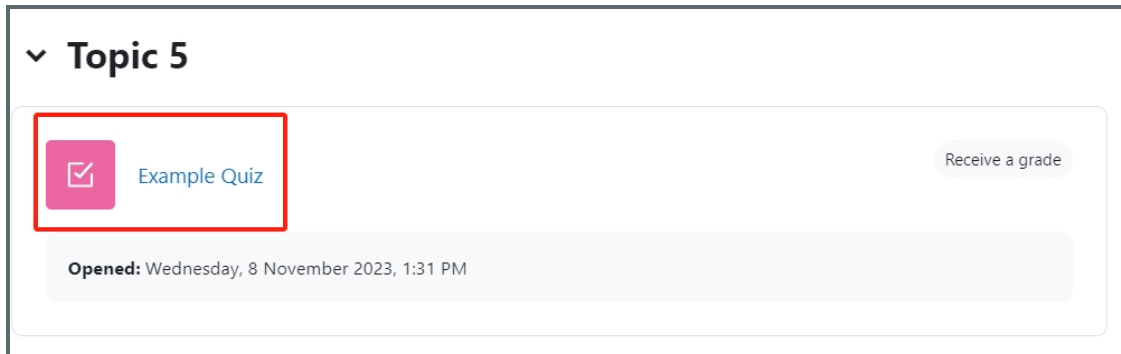 Topic 5
Example Quiz
Receive a grade
Opened: Wednesday, 8 November 2023, 1:31 PM